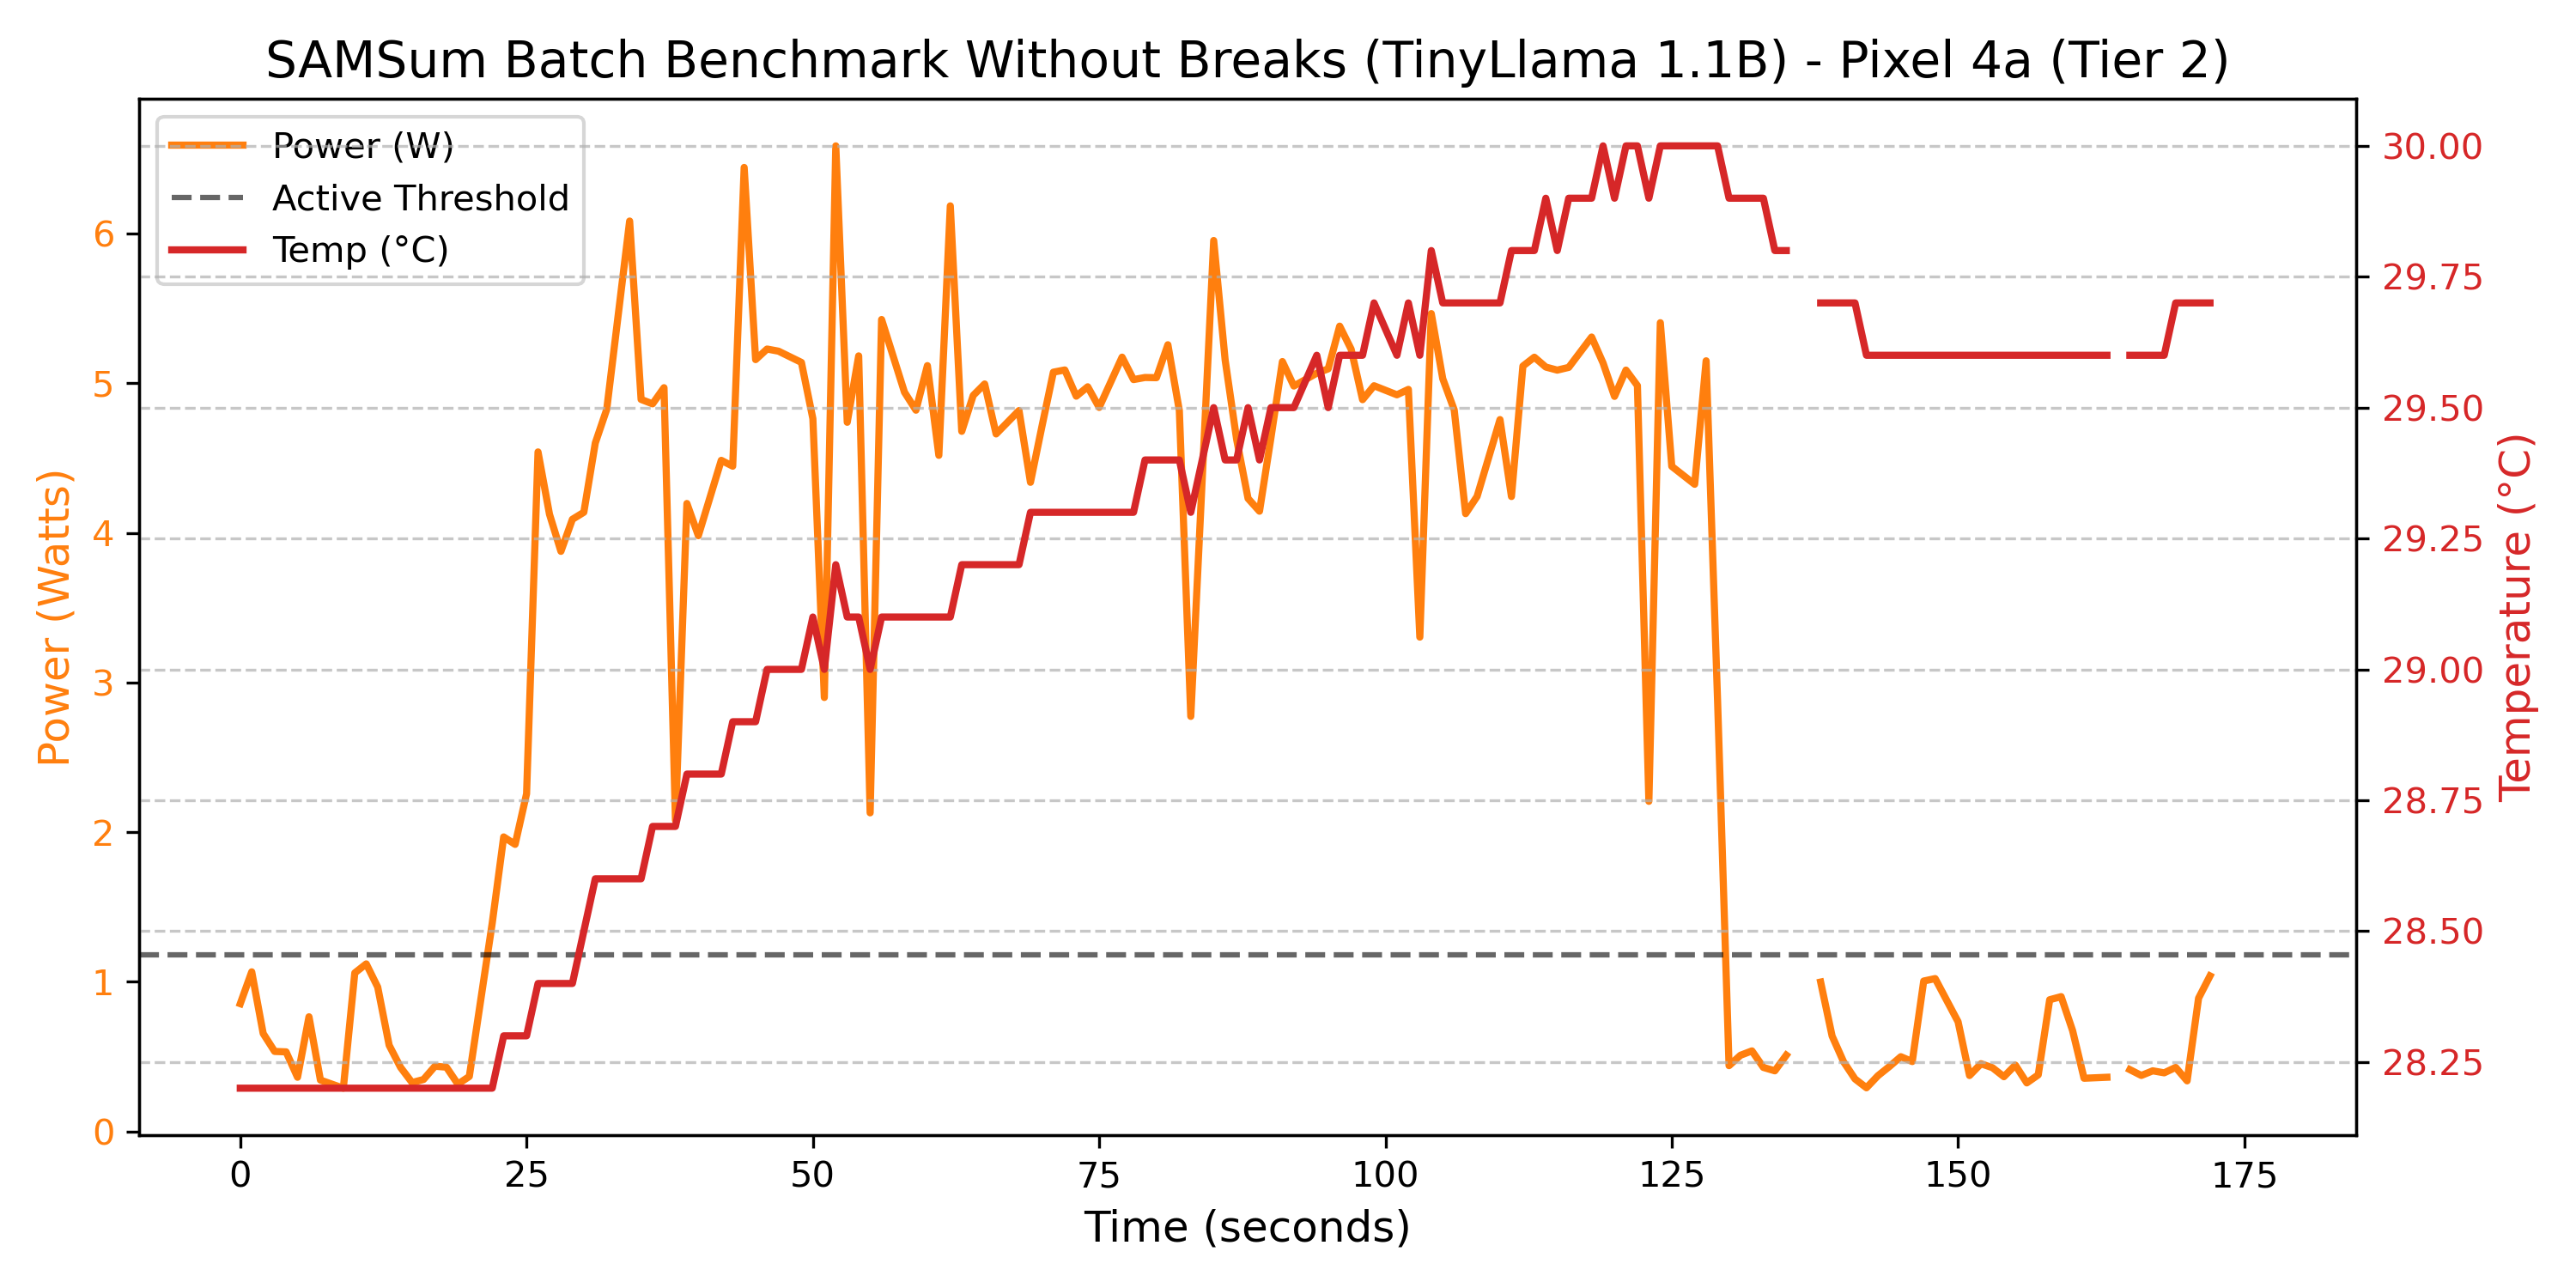 SAMSum Batch Benchmark Without Breaks (TinyLlama 1.1B) - Pixel 4a (Tier 2)
Power (W)
Active Threshold
Temp (°C)
Power (Watts)
6
5
4
3
2
1
0
30.00
29.75
29.50
29.25
29.00
28.75
28.50
28.25
Temperature (°C)
0 25 50 75 100 125 150 175
Time (seconds)